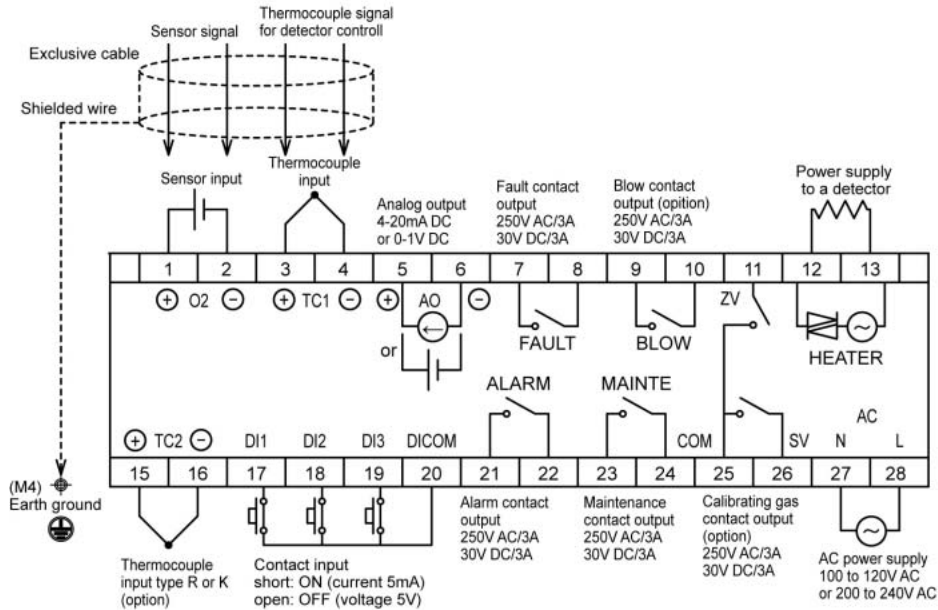 Sensor signal
Thermocouple signal
for detector controll
Exclusive cable
Shielded wire
Sensor input
Thermocouple
input
Analog output
4-20mA DC
or 0-1V DC
Fault contact
output
250V AC/3A
30V DC/3A
Blow contact
output (opition)
250V AC/3A
30V DC/3A
Power supply
to a detector
1 2 3 4 5 6 7 8 9 10 11 12 13
+ O2 − + TC1 − + AO −
or
FAULT
BLOW
ZV
HEATER
ALARM
MAINTE
AC
+ TC2 − DI1 DI2 DI3 DICOM COM SV N L
15 16 17 18 19 20 21 22 23 24 25 26 27 28
(M4)
Earth ground
Thermocouple
input type R or K
(option)
Contact input
short: ON (current 5mA)
open: OFF (voltage 5V)
Alarm contact
output
250V AC/3A
30V DC/3A
Maintenance
contact output
250V AC/3A
30V DC/3A
Calibrating gas
contact output
(option)
250V AC/3A
30V DC/3A
AC power supply
100 to 120V AC
or 200 to 240V AC